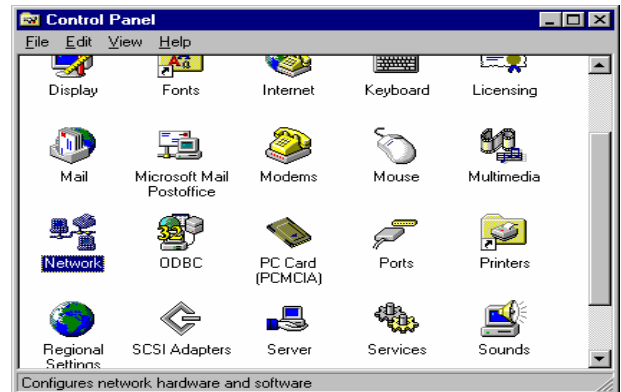 Control Panel
File Edit View Help
Display Fonts Internet Keyboard Licensing
Mail Microsoft Mail Postoffice Modems Mouse Multimedia
Network ODBC PC Card (PCMCIA) Ports Printers
Regional Settings SCSI Adapters Server Services Sounds
Configures network hardware and software